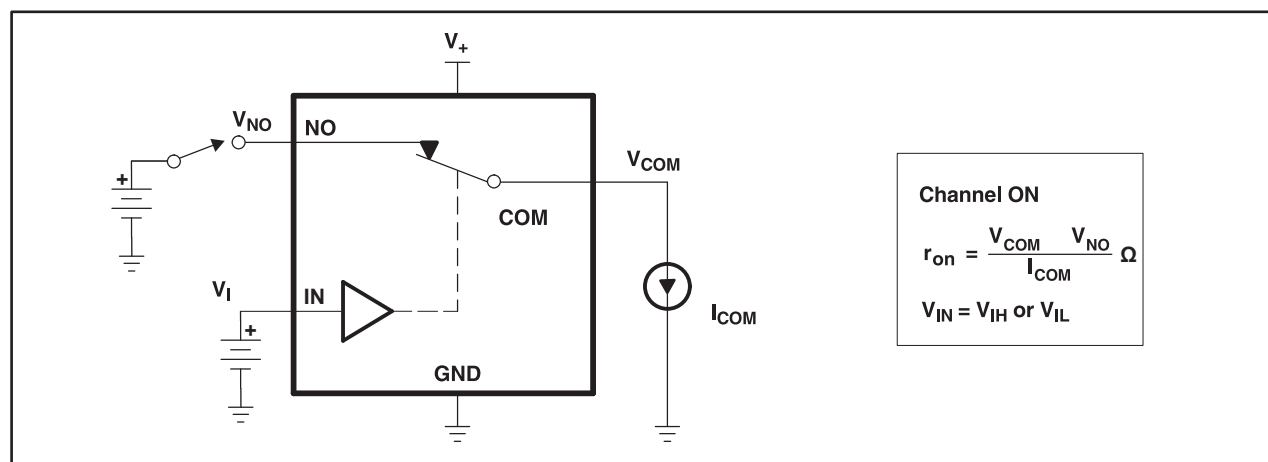 V+
VNO
NO
+
VCOM
COM
VI
IN
+
ICOM
GND
Channel ON
ron = VCOM VNO / ICOM Ω
VIN = VIH or VIL